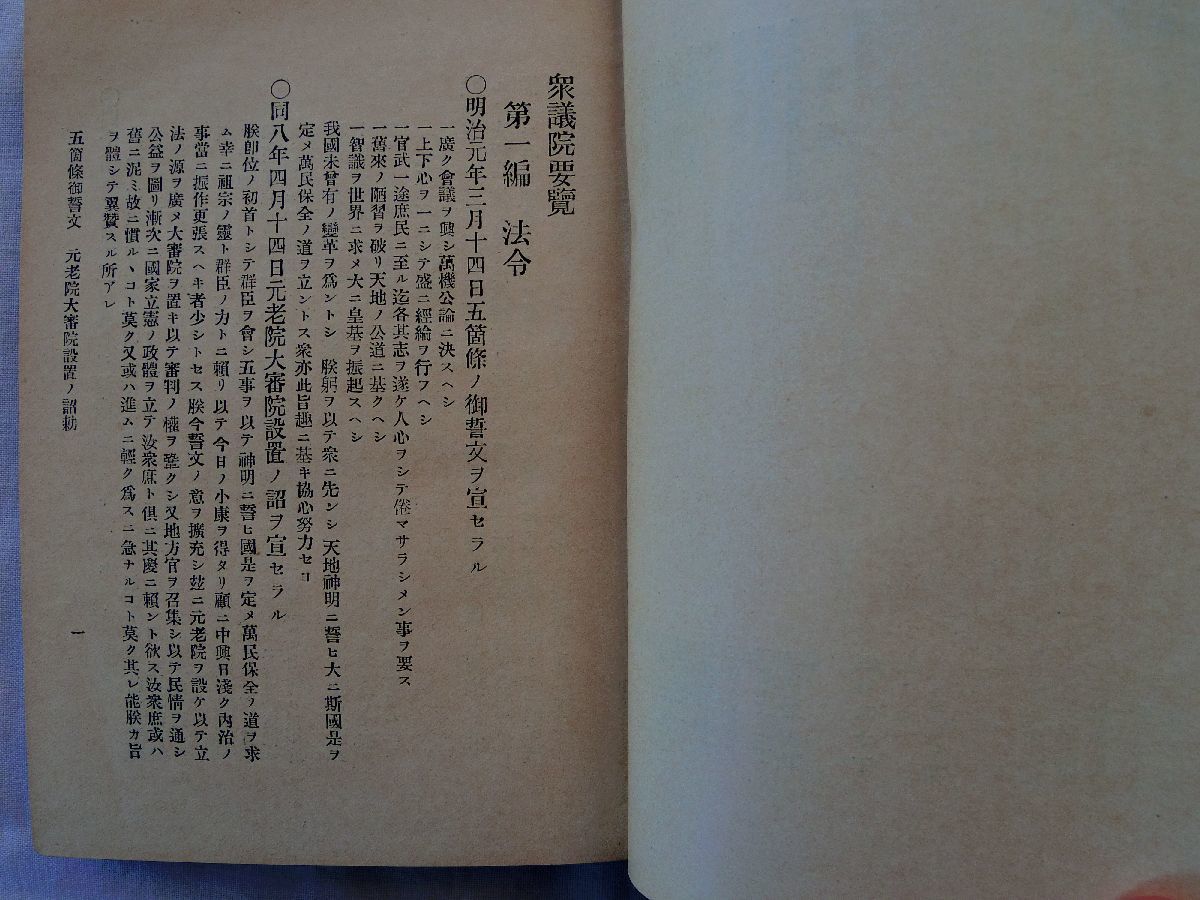 衆議院要覽
第一編　法令
〇明治元年三月十四日五箇條ノ御誓文ヲ宣セラル
一廣ク會議ヲ興シ萬機公論ニ決スヘシ
一上下心ヲ一ニシテ盛ニ經綸ヲ行フヘシ
一官武一途庶民ニ至ル迄各其志ヲ遂ケ人心ヲシテ倦マサラシメン事ヲ要ス
一舊來ノ陋習ヲ破リ天地ノ公道ニ基クヘシ
一智識ヲ世界ニ求メ大ニ皇基ヲ振起スヘシ
我國未曾有ノ變革ヲ爲ントシ　朕躬ヲ以テ衆ニ先ンシ天地神明ニ誓ヒ大ニ斯國是ヲ
定メ萬民保全ノ道ヲ立ントス衆亦此旨趣ニ基キ協心努力セヨ
〇同八年四月十四日元老院大審院設置ノ詔ヲ宣セラル
朕卽位ノ初首トシテ群臣ヲ會シ五事ヲ以テ神明ニ誓ヒ國是ヲ定メ萬民保全ノ道ヲ求
ム幸ニ祖宗ノ靈ト群臣ノ力トニ賴リ以テ今日ノ小康ヲ得タリ顧ニ中興日淺ク內治ノ
事當ニ振作更張スヘキ者少シトセス朕今誓文ノ意ヲ擴充シ玆ニ元老院ヲ設ケ以テ立
法ノ源ヲ廣メ大審院ヲ置キ以テ審判ノ權ヲ鞏クシ又地方官ヲ召集シ以テ民情ヲ通シ
公益ヲ圖リ漸次ニ國家立憲ノ政體ヲ立テ汝衆庶ト俱ニ其慶ニ賴ント欲ス汝衆庶或ハ
舊ニ泥ミ故ニ慣ルヽコト莫ク又或ハ進ムニ輕ク爲スニ急ナルコト莫ク其レ能朕カ旨
ヲ體シテ翼贊スル所アレ
五箇條御誓文　元老院大審院設置ノ詔勅
一